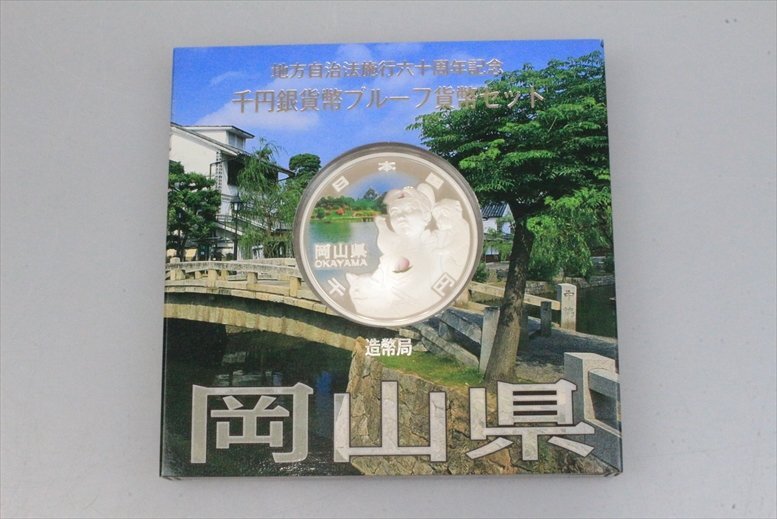 地方自治法施行六十周年記念
千円銀貨幣プルーフ貨幣セット
日本国
岡山県
OKAYAMA
千円
造幣局
岡山県